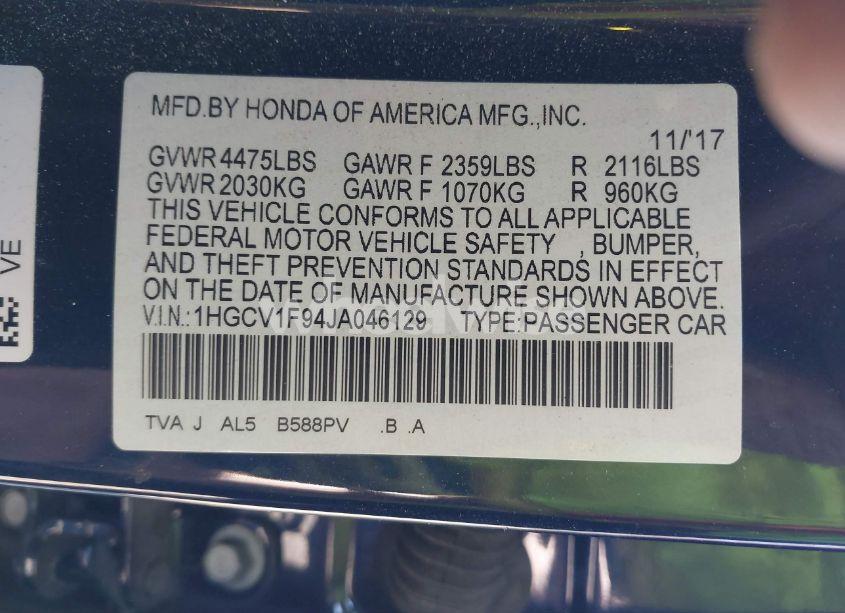 MFD.BY HONDA OF AMERICA MFG.,INC.
11/'17
GVWR 4475LBS GAWR F 2359LBS R 2116LBS
GVWR 2030KG GAWR F 1070KG R 960KG
THIS VEHICLE CONFORMS TO ALL APPLICABLE
FEDERAL MOTOR VEHICLE SAFETY , BUMPER,
AND THEFT PREVENTION STANDARDS IN EFFECT
ON THE DATE OF MANUFACTURE SHOWN ABOVE.
V.I.N.:1HGCV1F94JA046129 TYPE:PASSENGER CAR
TVA J AL5 B588PV .B .A
VE